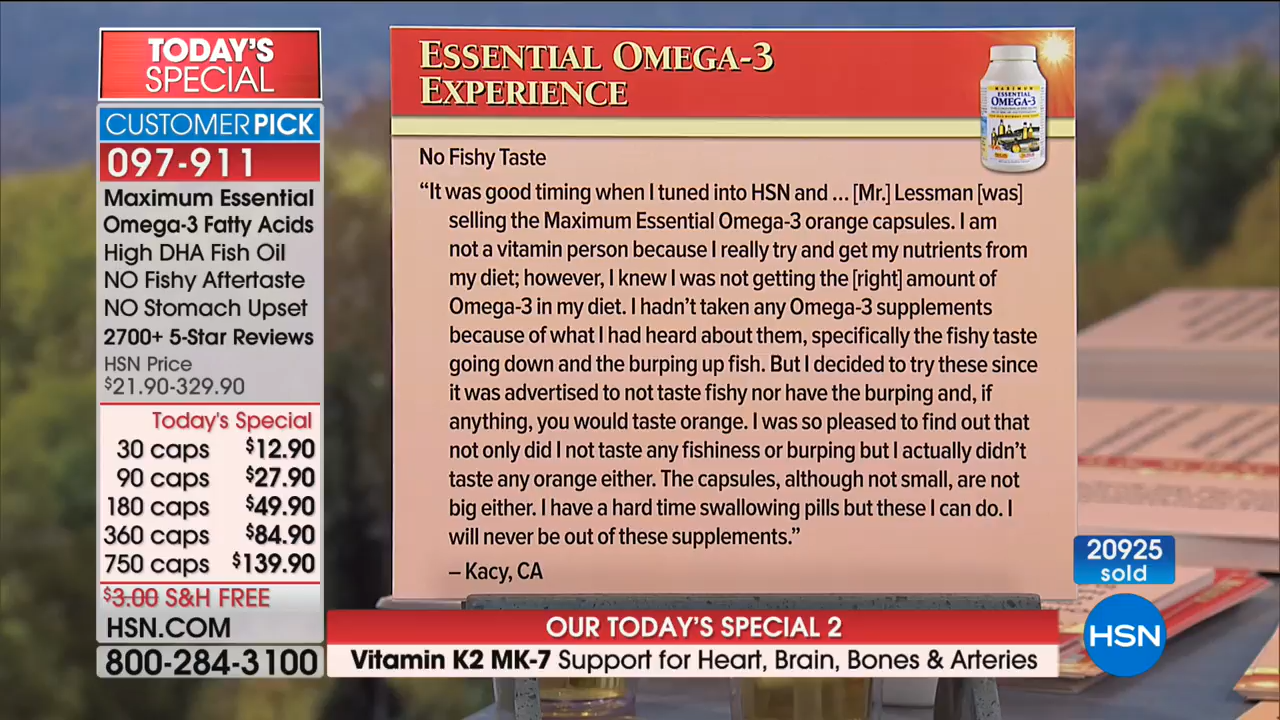 TODAY'S
SPECIAL
CUSTOMER PICK
097-911
Maximum Essential
Omega-3 Fatty Acids
High DHA Fish Oil
NO Fishy Aftertaste
NO Stomach Upset
2700+ 5-Star Reviews
HSN Price
$21.90-329.90
Today's Special
30 caps $12.90
90 caps $27.90
180 caps $49.90
360 caps $84.90
750 caps $139.90
$3.00 S&H FREE
HSN.COM
800-284-3100
ESSENTIAL OMEGA-3
EXPERIENCE
MAXIMUM
ESSENTIAL
OMEGA-3
No Fishy Taste
“It was good timing when I tuned into HSN and ... [Mr.] Lessman [was]
selling the Maximum Essential Omega-3 orange capsules. I am
not a vitamin person because I really try and get my nutrients from
my diet; however, I knew I was not getting the [right] amount of
Omega-3 in my diet. I hadn’t taken any Omega-3 supplements
because of what I had heard about them, specifically the fishy taste
going down and the burping up fish. But I decided to try these since
it was advertised to not taste fishy nor have the burping and, if
anything, you would taste orange. I was so pleased to find out that
not only did I not taste any fishiness or burping but I actually didn’t
taste any orange either. The capsules, although not small, are not
big either. I have a hard time swallowing pills but these I can do. I
will never be out of these supplements.”
– Kacy, CA
20925
sold
HSN
OUR TODAY'S SPECIAL 2
Vitamin K2 MK-7 Support for Heart, Brain, Bones & Arteries